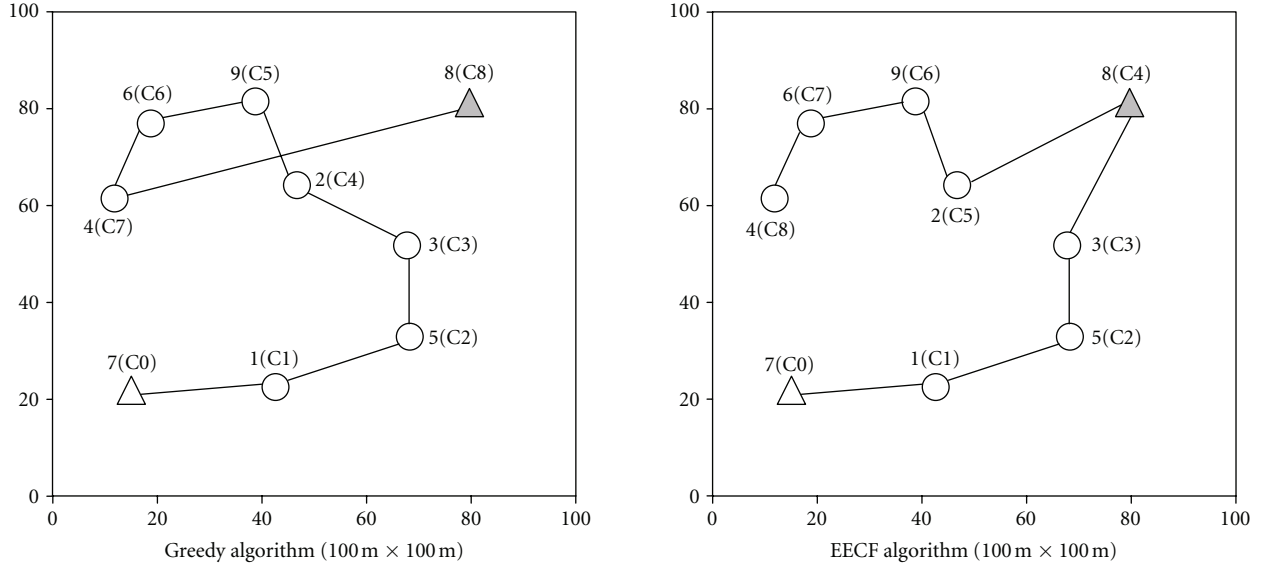 100
80
60
40
20
0
0
20
40
60
80
100
9(C5)
8(C8)
6(C6)
2(C4)
4(C7)
3(C3)
5(C2)
7(C0)
1(C1)
Greedy algorithm (100 m × 100 m)
100
80
60
40
20
0
0
20
40
60
80
100
9(C6)
8(C4)
6(C7)
2(C5)
4(C8)
3(C3)
5(C2)
7(C0)
1(C1)
EECF algorithm (100 m × 100 m)